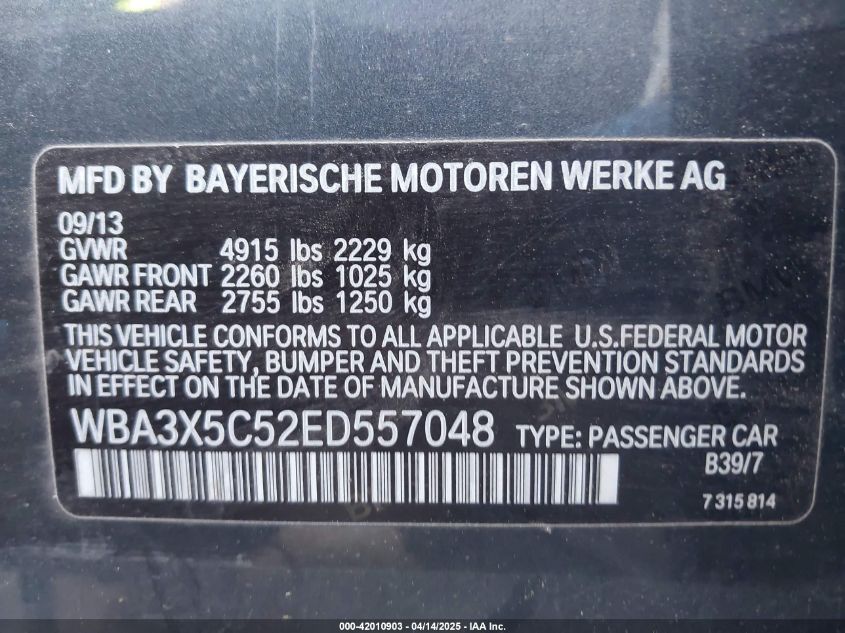 MFD BY BAYERISCHE MOTOREN WERKE AG
09/13
GVWR 4915 lbs 2229 kg
GAWR FRONT 2260 lbs 1025 kg
GAWR REAR 2755 lbs 1250 kg
THIS VEHICLE CONFORMS TO ALL APPLICABLE U.S.FEDERAL MOTOR
VEHICLE SAFETY, BUMPER AND THEFT PREVENTION STANDARDS
IN EFFECT ON THE DATE OF MANUFACTURE SHOWN ABOVE.
WBA3X5C52ED557048 TYPE: PASSENGER CAR
B39/7
7 315 814
000-42010903 - 04/14/2025 - IAA Inc.